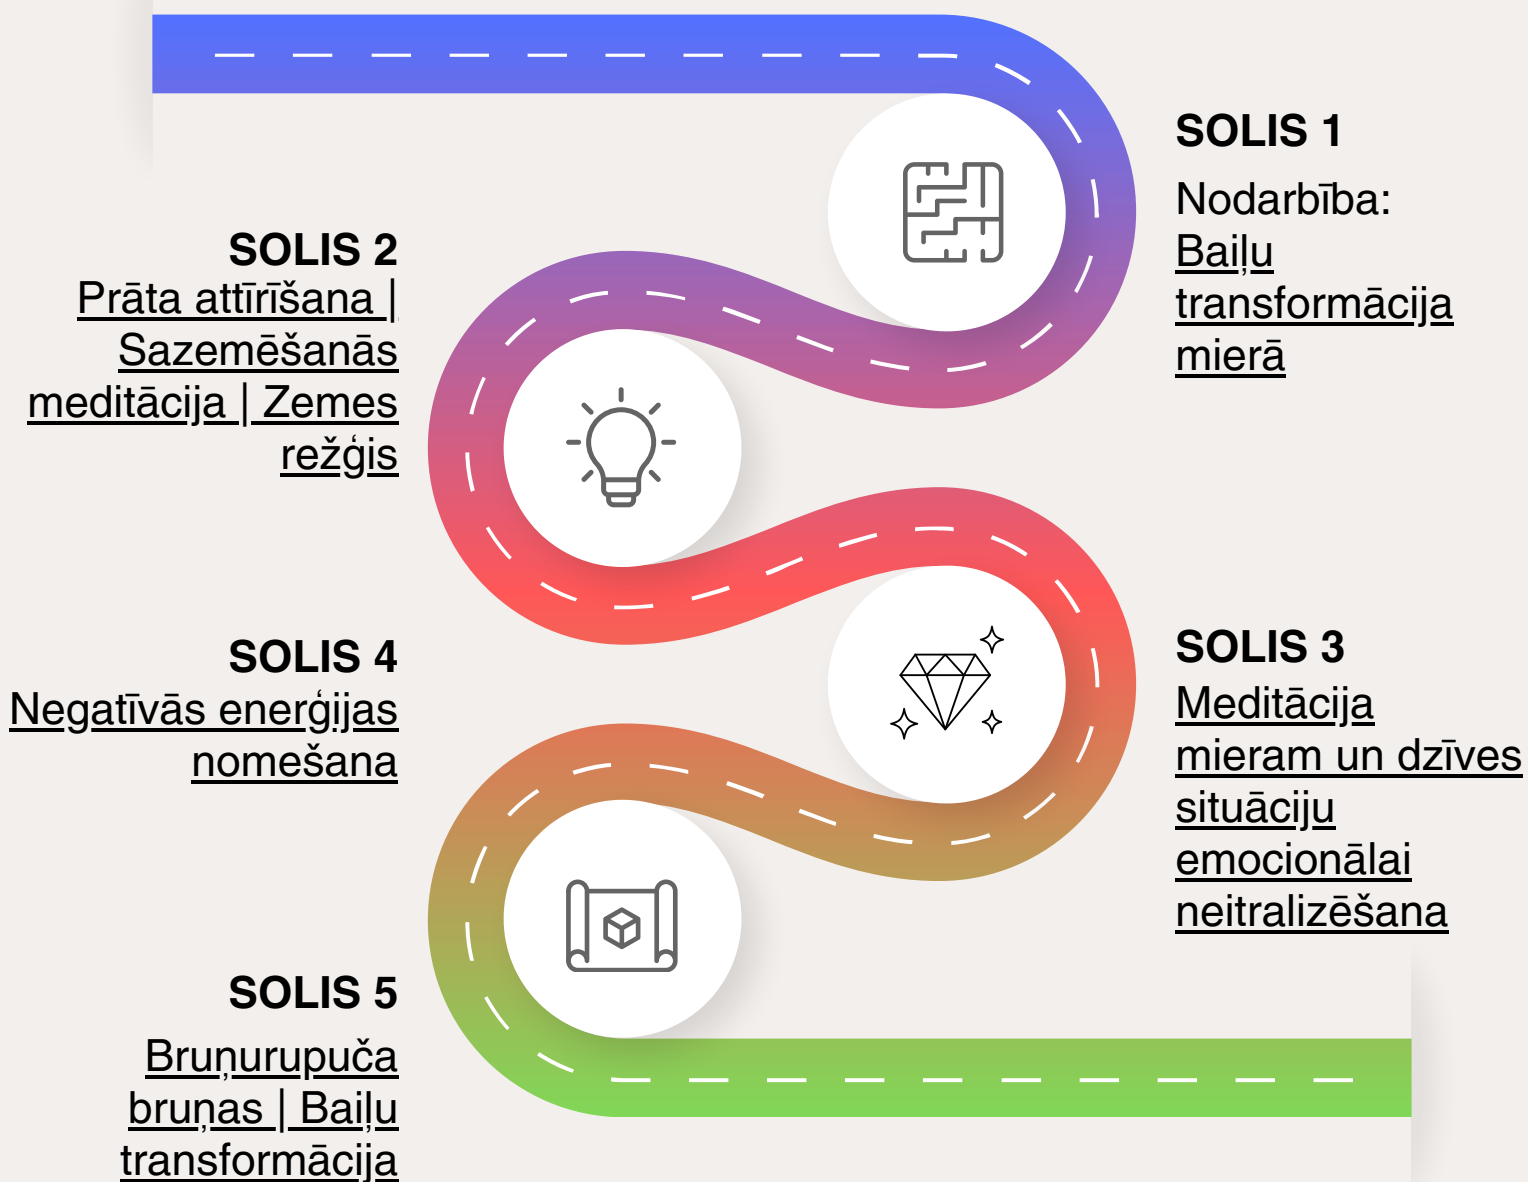 SOLIS 1
Nodarbība:
Baiļu
transformācija
mierā
SOLIS 2
Prāta attīrīšana |
Sazemēšanās
meditācija | Zemes
režģis
SOLIS 3
Meditācija
mieram un dzīves
situāciju
emocionālai
neitralizēšana
SOLIS 4
Negatīvās enerģijas
nomešana
SOLIS 5
Bruņurupuča
bruņas | Baiļu
transformācija